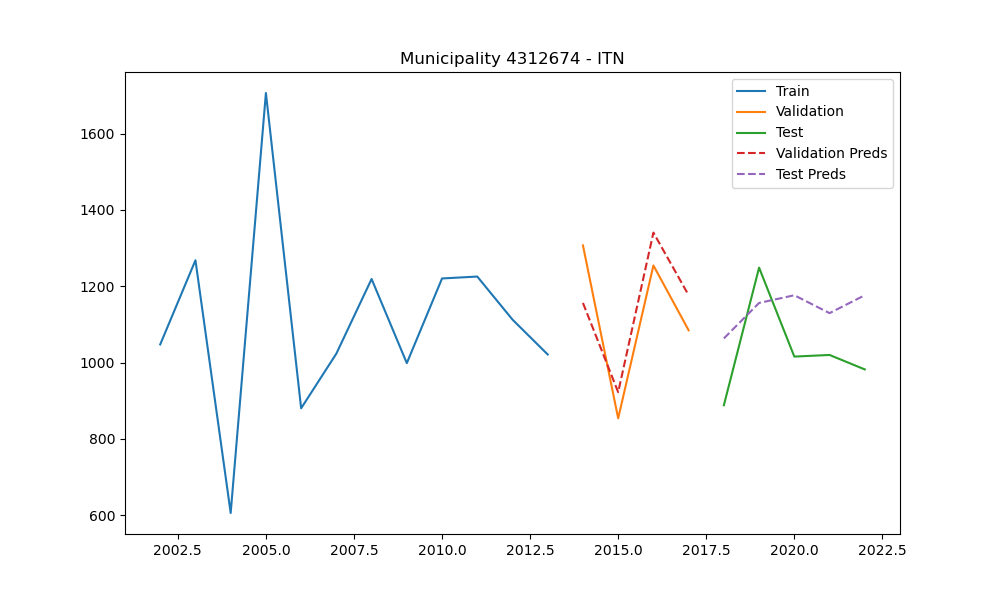 Municipality 4312674 - ITN
Train
Validation
Test
Validation Preds
Test Preds
1600
1400
1200
1000
800
600
2002.5 2005.0 2007.5 2010.0 2012.5 2015.0 2017.5 2020.0 2022.5